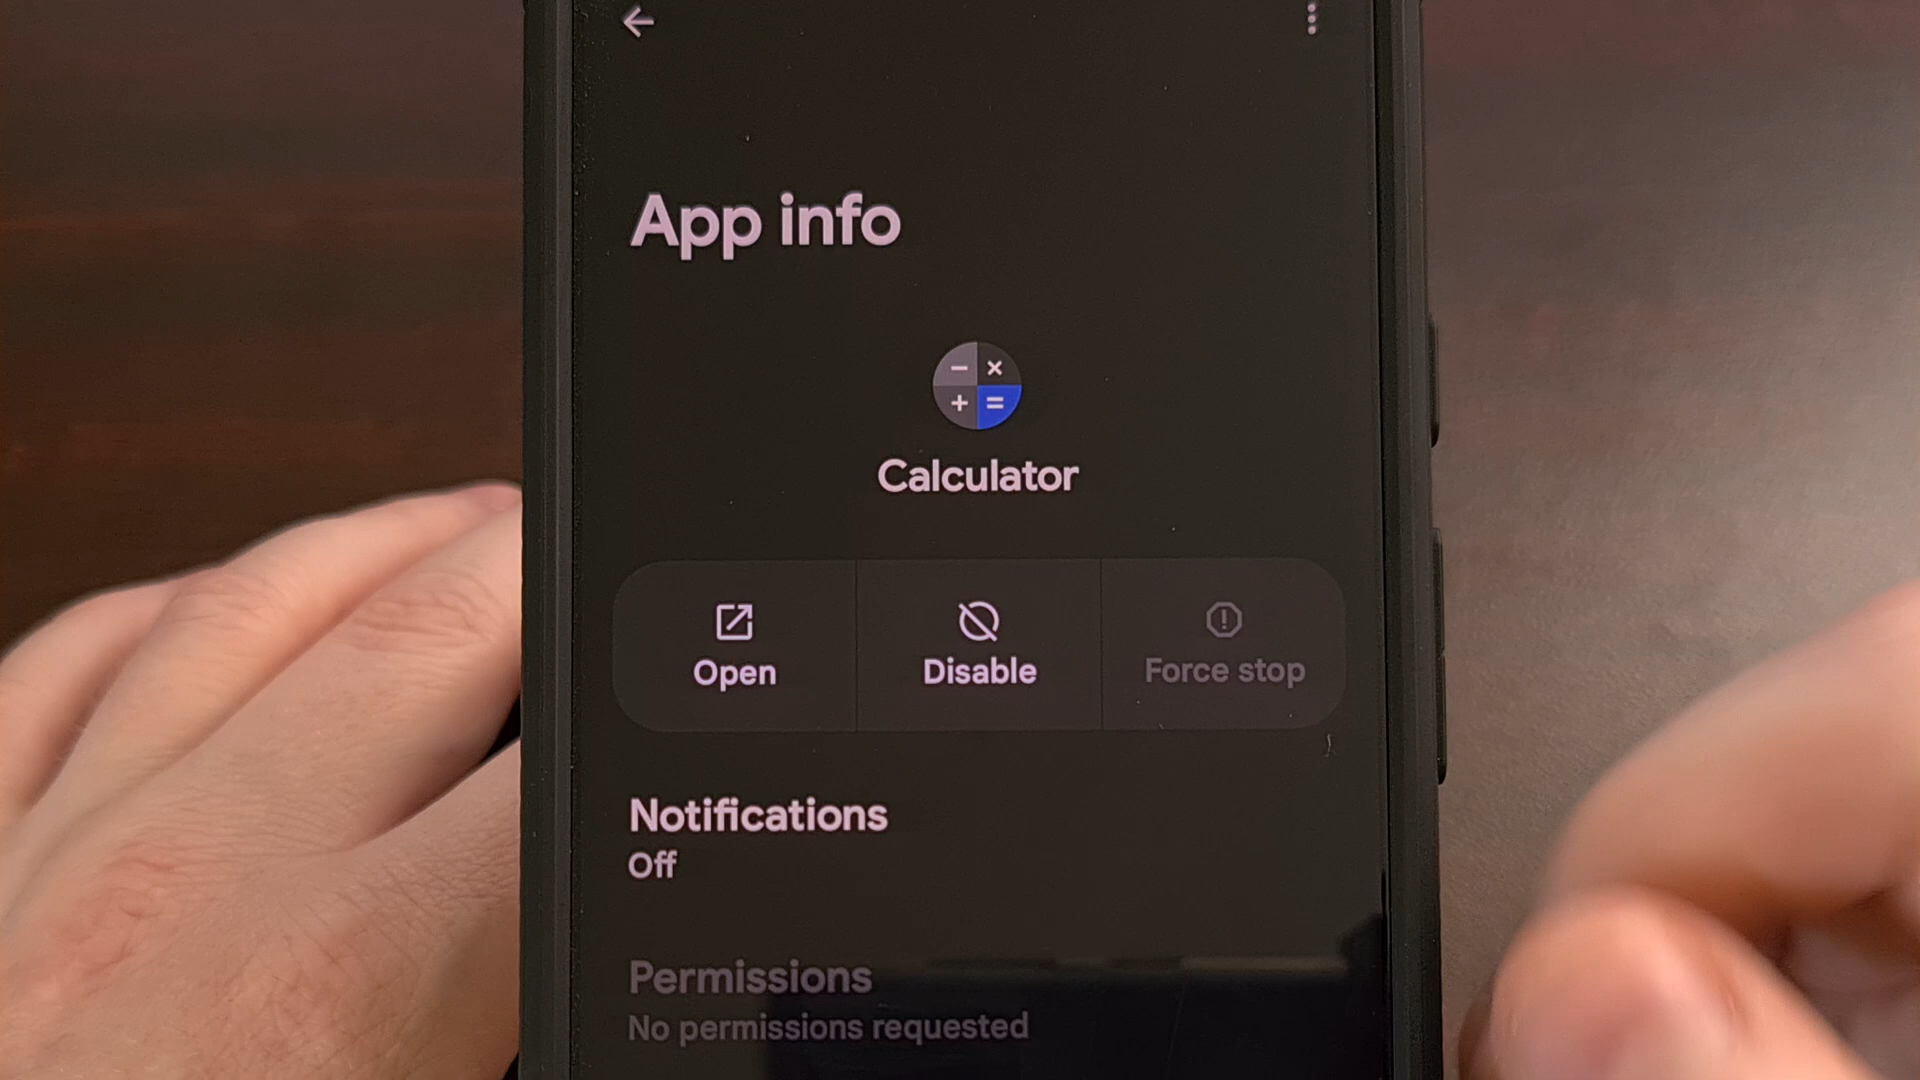 App info
Calculator
Open
Disable
Force stop
Notifications
Off
Permissions
No permissions requested